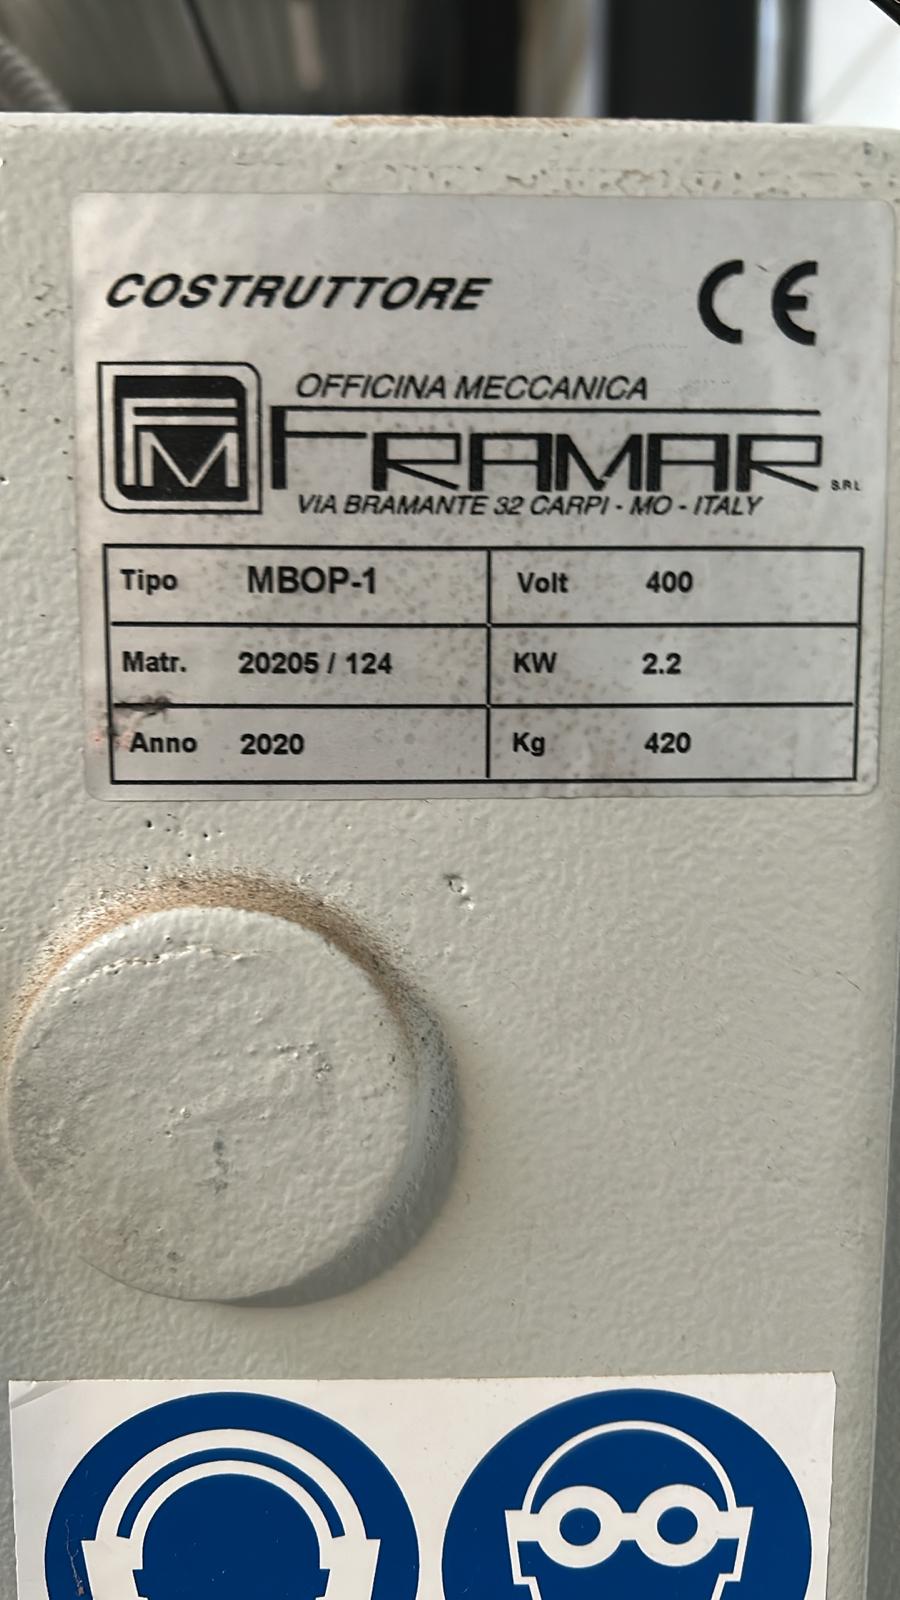 COSTRUTTORE CE
FM
OFFICINA MECCANICA
FRAMAR S.R.L
VIA BRAMANTE 32 CARPI - MO - ITALY
Tipo MBOP-1 Volt 400
Matr. 20205 / 124 KW 2.2
Anno 2020 Kg 420